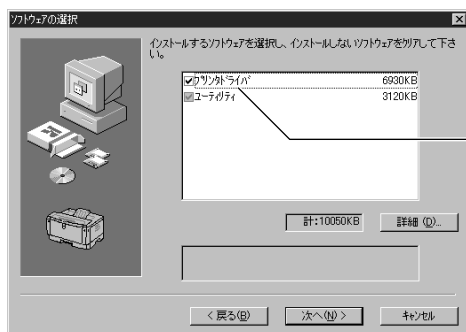 ソフトウェアの選択
インストールするソフトウェアを選択し、インストールしないソフトウェアをクリアして下さ
い。
プリンタドライバ 6930KB
ユーティリティ 3120KB
計:10050KB
詳細(D)...
< 戻る(B)
次へ(N) >
キャンセル